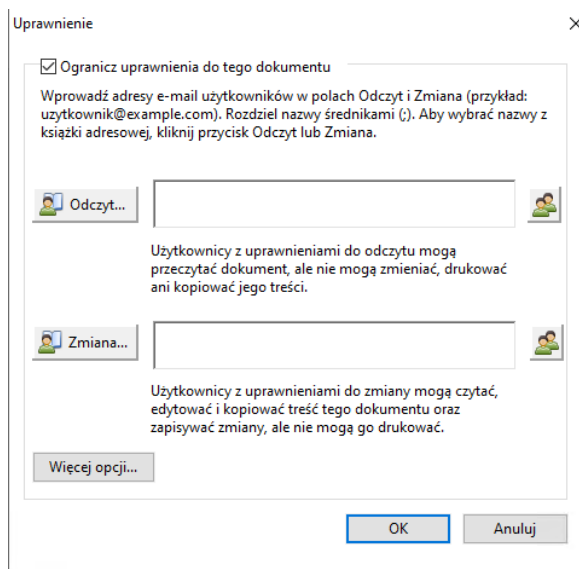 Uprawnienie
Ogranicz uprawnienia do tego dokumentu
Wprowadź adresy e-mail użytkowników w polach Odczyt i Zmiana (przykład:
uzytkownik@example.com). Rozdziel nazwy średnikami (;). Aby wybrać nazwy z
książki adresowej, kliknij przycisk Odczyt lub Zmiana.
Odczyt...
Użytkownicy z uprawnieniami do odczytu mogą
przeczytać dokument, ale nie mogą zmieniać, drukować
ani kopiować jego treści.
Zmiana...
Użytkownicy z uprawnieniami do zmiany mogą czytać,
edytować i kopiować treść tego dokumentu oraz
zapisywać zmiany, ale nie mogą go drukować.
Więcej opcji...
OK
Anuluj